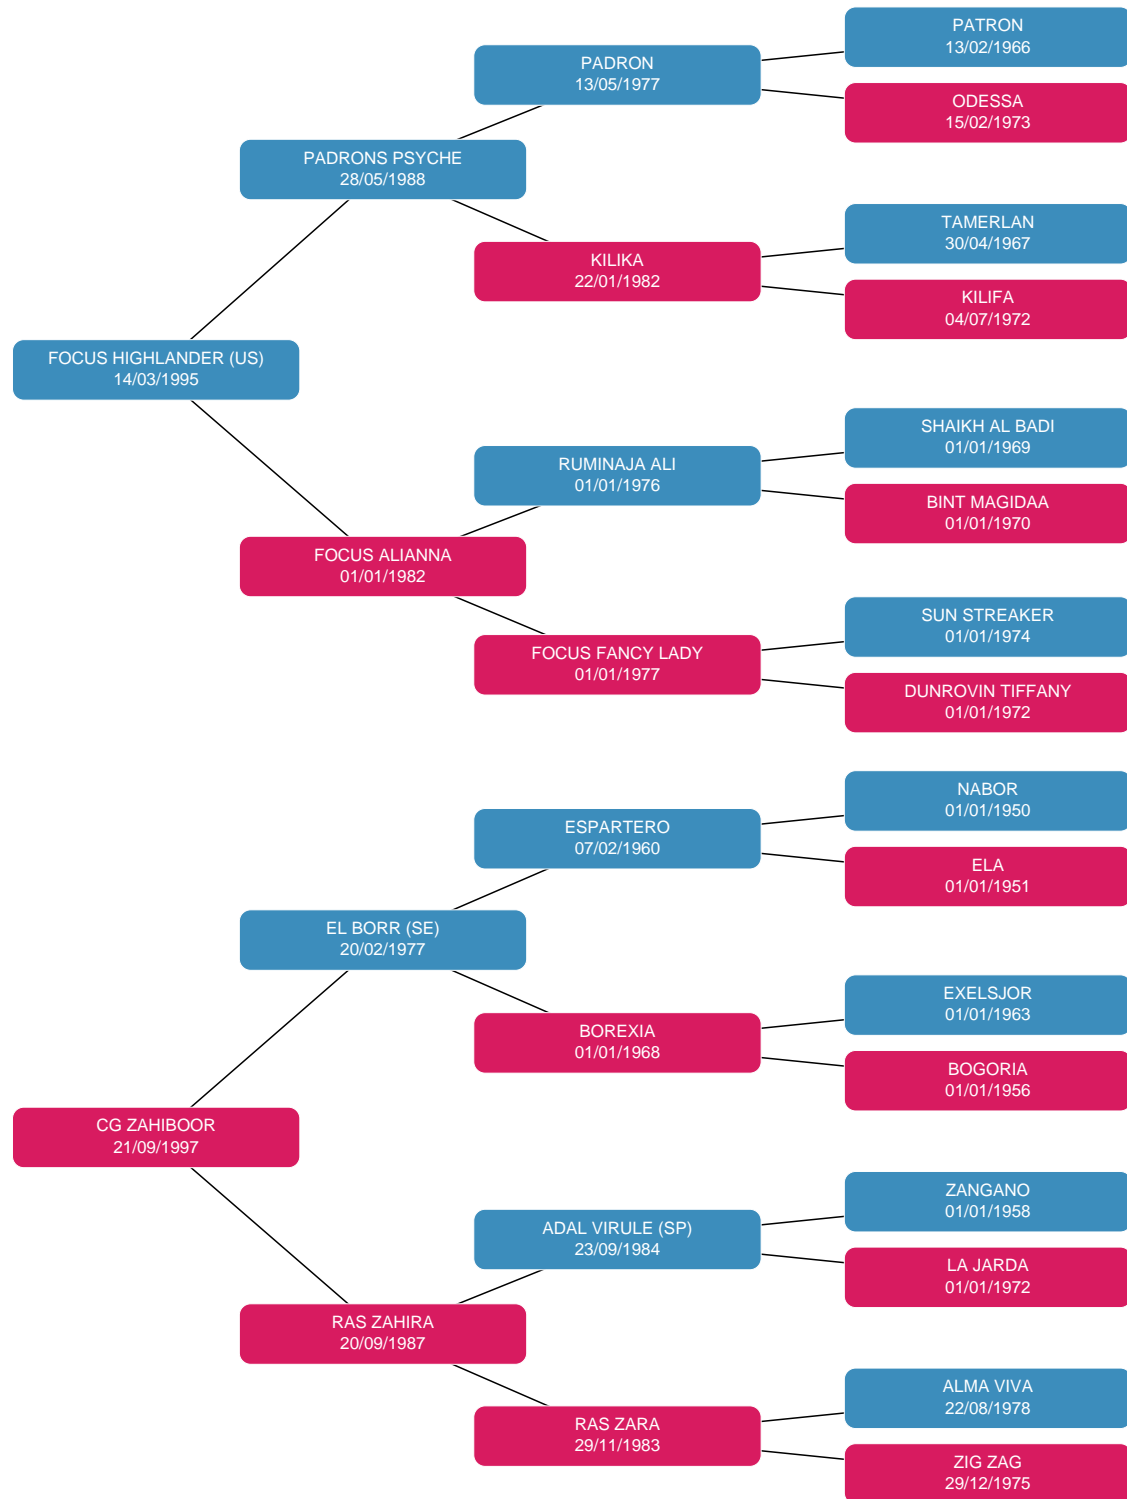 PATRON
13/02/1966
PADRON
13/05/1977
ODESSA
15/02/1973
PADRONS PSYCHE
28/05/1988
TAMERLAN
30/04/1967
KILIKA
22/01/1982
KILIFA
04/07/1972
FOCUS HIGHLANDER (US)
14/03/1995
SHAIKH AL BADI
01/01/1969
RUMINAJA ALI
01/01/1976
BINT MAGIDAA
01/01/1970
FOCUS ALIANNA
01/01/1982
SUN STREAKER
01/01/1974
FOCUS FANCY LADY
01/01/1977
DUNROVIN TIFFANY
01/01/1972
NABOR
01/01/1950
ESPARTERO
07/02/1960
ELA
01/01/1951
EL BORR (SE)
20/02/1977
EXELSJOR
01/01/1963
BOREXIA
01/01/1968
BOGORIA
01/01/1956
CG ZAHIBOOR
21/09/1997
ZANGANO
01/01/1958
ADAL VIRULE (SP)
23/09/1984
LA JARDA
01/01/1972
RAS ZAHIRA
20/09/1987
ALMA VIVA
22/08/1978
RAS ZARA
29/11/1983
ZIG ZAG
29/12/1975